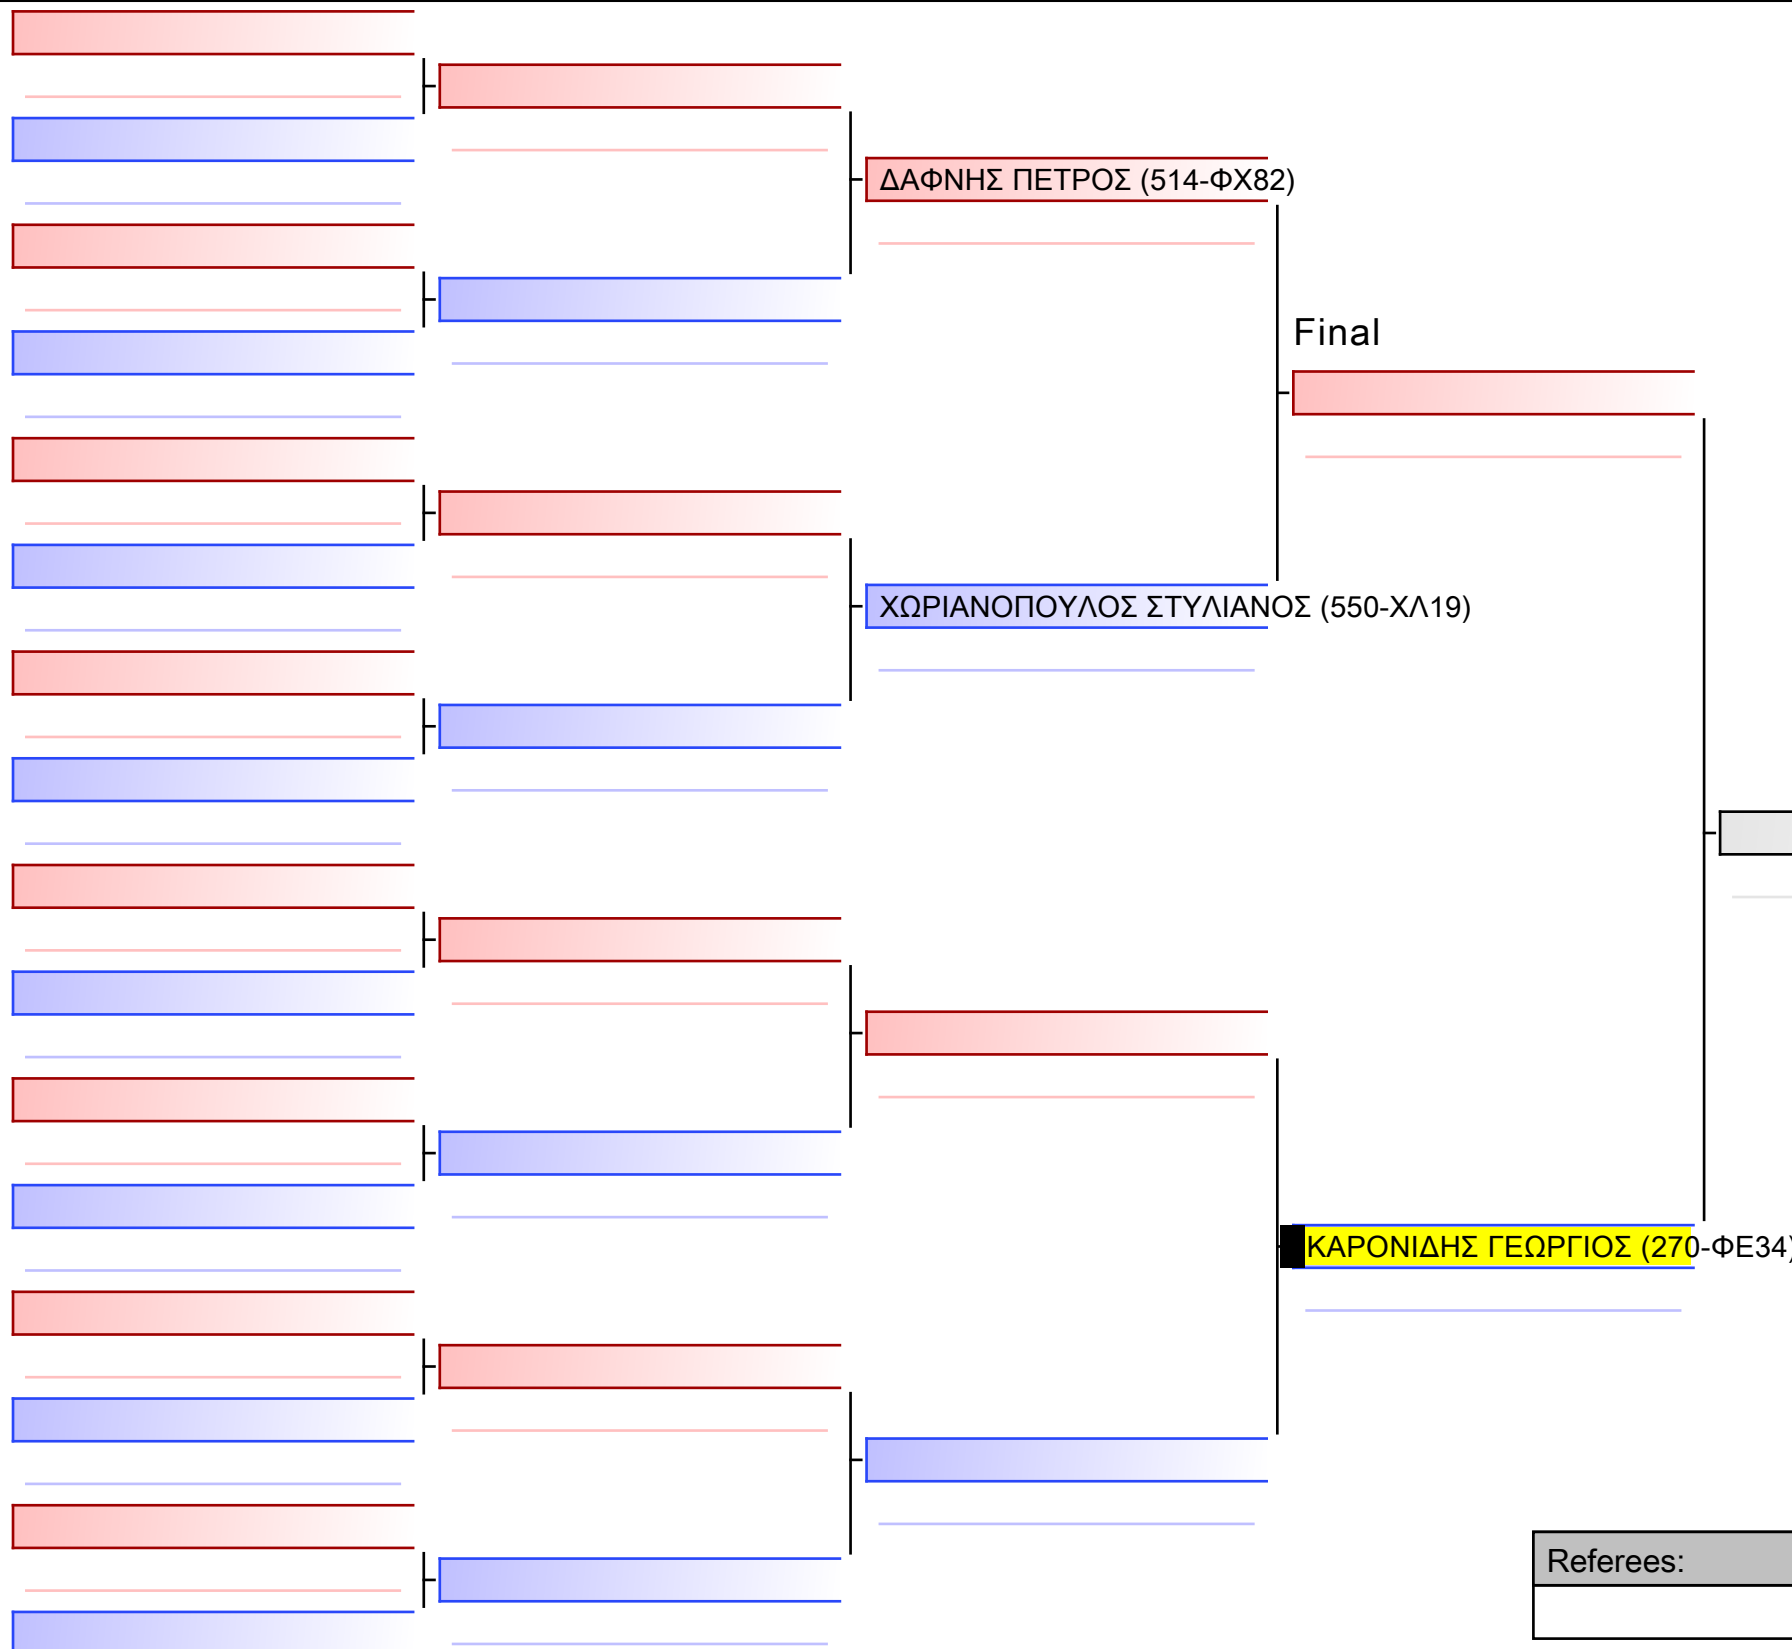 ΔΑΦΝΗΣ ΠΕΤΡΟΣ (514-ΦΧ82)
Final
ΧΩΡΙΑΝΟΠΟΥΛΟΣ ΣΤΥΛΙΑΝΟΣ (550-ΧΛ19)
ΚΑΡΟΝΙΔΗΣ ΓΕΩΡΓΙΟΣ (270-ΦΕ34)
Referees: